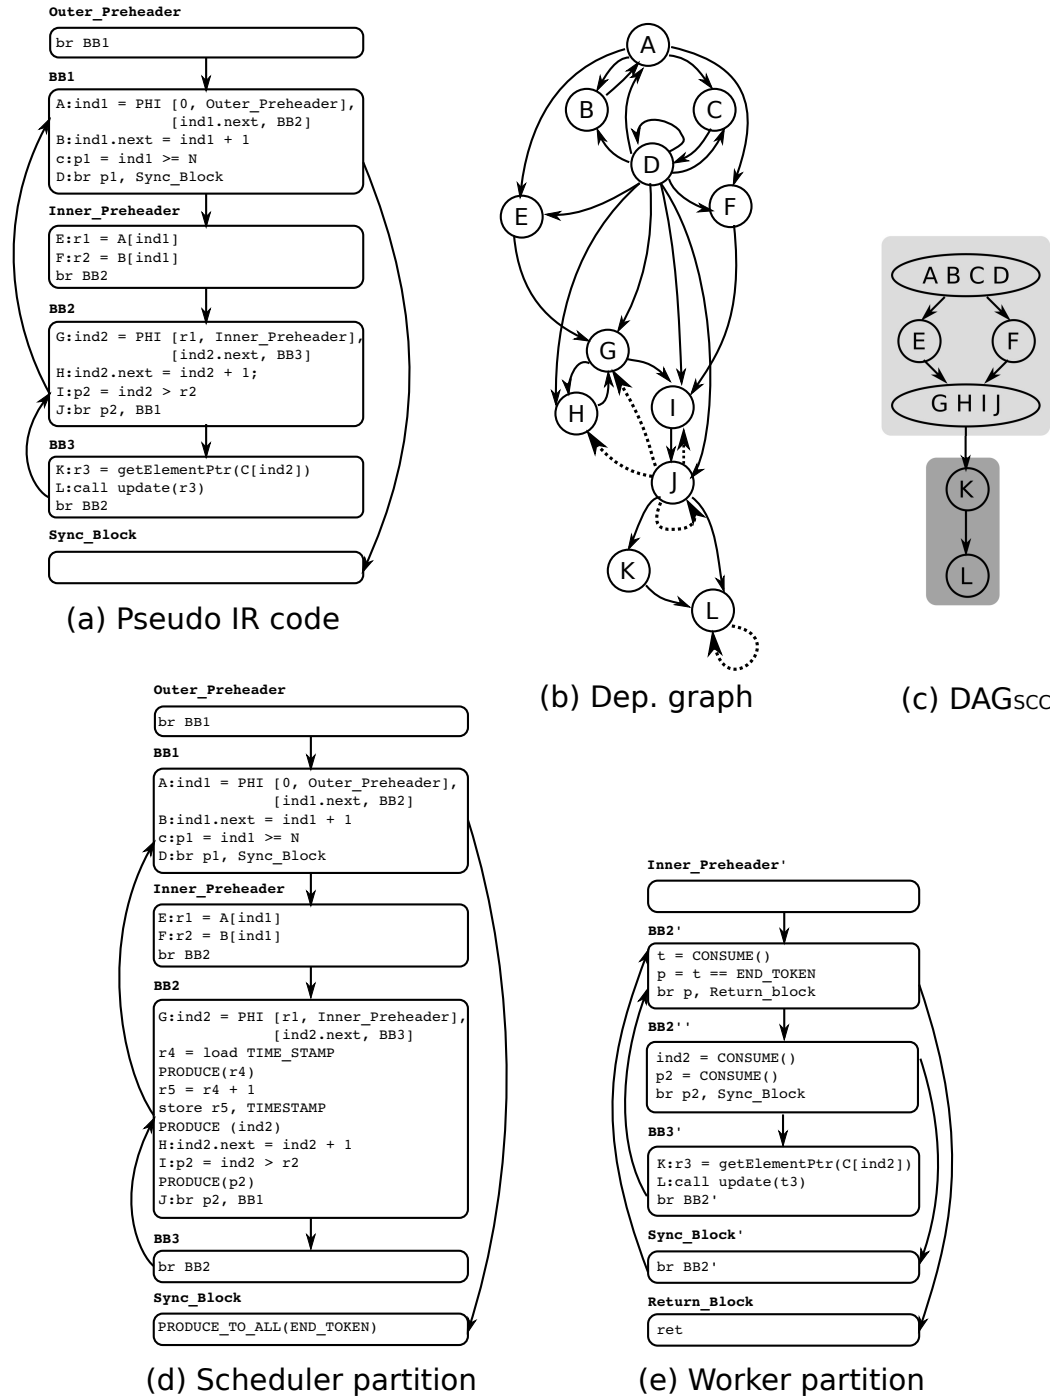 Outer_Preheader
br BB1
BB1
A:ind1 = PHI [0, Outer_Preheader],
[ind1.next, BB2]
B:ind1.next = ind1 + 1
c:p1 = ind1 >= N
D:br p1, Sync_Block
Inner_Preheader
E:r1 = A[ind1]
F:r2 = B[ind1]
br BB2
BB2
G:ind2 = PHI [r1, Inner_Preheader],
[ind2.next, BB3]
H:ind2.next = ind2 + 1;
I:p2 = ind2 > r2
J:br p2, BB1
BB3
K:r3 = getElementPtr(C[ind2])
L:call update(r3)
br BB2
Sync_Block
(a) Pseudo IR code
A
B
C
D
E
F
G
H
I
J
K
L
(b) Dep. graph
A B C D
E
F
G H I J
K
L
(c) DAGSCC
Outer_Preheader
br BB1
BB1
A:ind1 = PHI [0, Outer_Preheader],
[ind1.next, BB2]
B:ind1.next = ind1 + 1
c:p1 = ind1 >= N
D:br p1, Sync_Block
Inner_Preheader
E:r1 = A[ind1]
F:r2 = B[ind1]
br BB2
BB2
G:ind2 = PHI [r1, Inner_Preheader],
[ind2.next, BB3]
r4 = load TIME_STAMP
PRODUCE(r4)
r5 = r4 + 1
store r5, TIMESTAMP
PRODUCE (ind2)
H:ind2.next = ind2 + 1
I:p2 = ind2 > r2
PRODUCE(p2)
J:br p2, BB1
BB3
br BB2
Sync_Block
PRODUCE_TO_ALL(END_TOKEN)
(d) Scheduler partition
Inner_Preheader'
BB2'
t = CONSUME()
p = t == END_TOKEN
br p, Return_block
BB2''
ind2 = CONSUME()
p2 = CONSUME()
br p2, Sync_Block
BB3'
K:r3 = getElementPtr(C[ind2])
L:call update(t3)
br BB2'
Sync_Block'
br BB2'
Return_Block
ret
(e) Worker partition